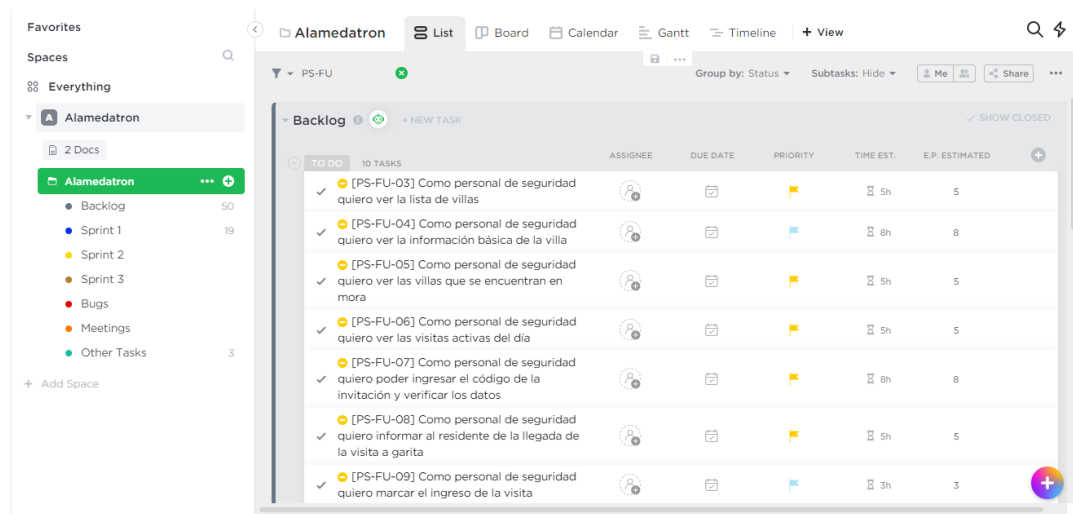 Favorites
Spaces
Everything
A Alamedatron
2 Docs
Alamedatron
Backlog 50
Sprint 1 19
Sprint 2
Sprint 3
Bugs
Meetings
Other Tasks 3
+ Add Space
Alamedatron List Board Calendar Gantt Timeline + View
PS-FU Group by: Status Subtasks: Hide Me Share
Backlog + NEW TASK SHOW CLOSED
TO DO 10 TASKS ASSIGNEE DUE DATE PRIORITY TIME EST. E.P. ESTIMATED
[PS-FU-03] Como personal de seguridad
quiero ver la lista de villas 5h 5
[PS-FU-04] Como personal de seguridad
quiero ver la información básica de la villa 8h 8
[PS-FU-05] Como personal de seguridad
quiero ver las villas que se encuentran en 5h 5
mora
[PS-FU-06] Como personal de seguridad
quiero ver las visitas activas del día 5h 5
[PS-FU-07] Como personal de seguridad
quiero poder ingresar el código de la 8h 8
invitación y verificar los datos
[PS-FU-08] Como personal de seguridad
quiero informar al residente de la llegada de 5h 5
la visita a garita
[PS-FU-09] Como personal de seguridad
quiero marcar el ingreso de la visita 3h 3